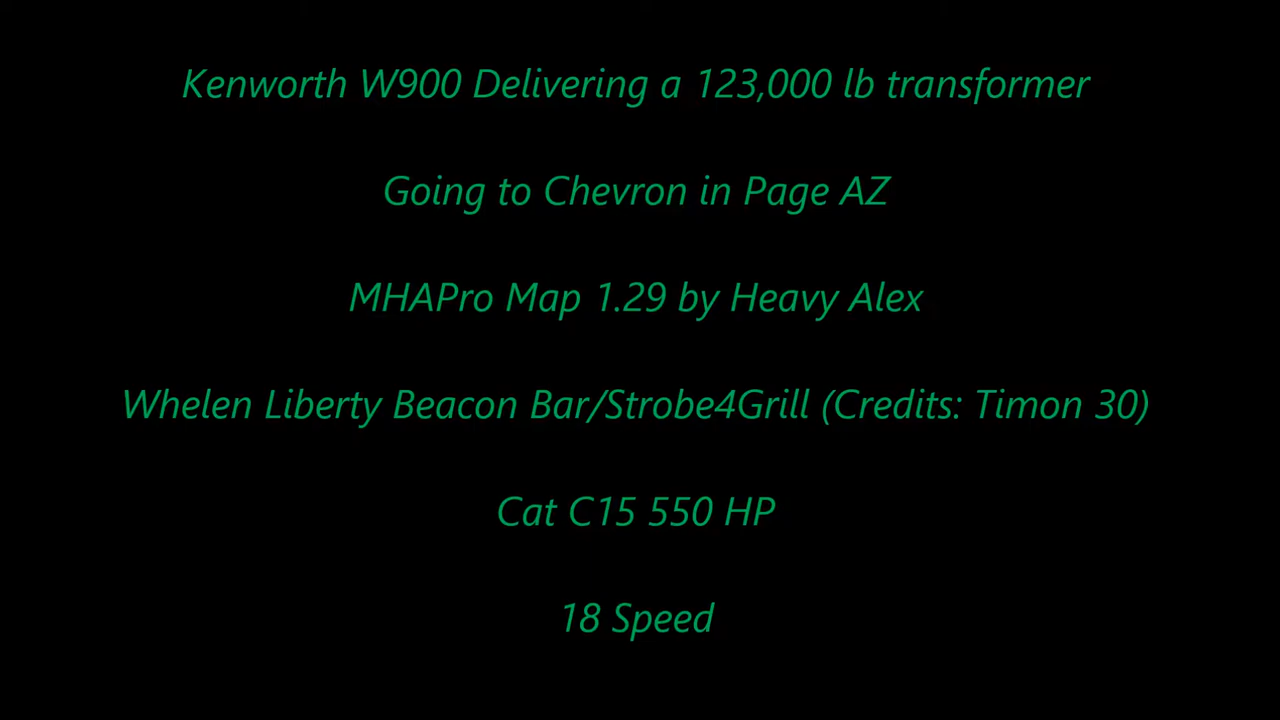 Kenworth W900 Delivering a 123,000 lb transformer
Going to Chevron in Page AZ
MHAPro Map 1.29 by Heavy Alex
Whelen Liberty Beacon Bar/Strobe4Grill (Credits: Timon 30)
Cat C15 550 HP
18 Speed